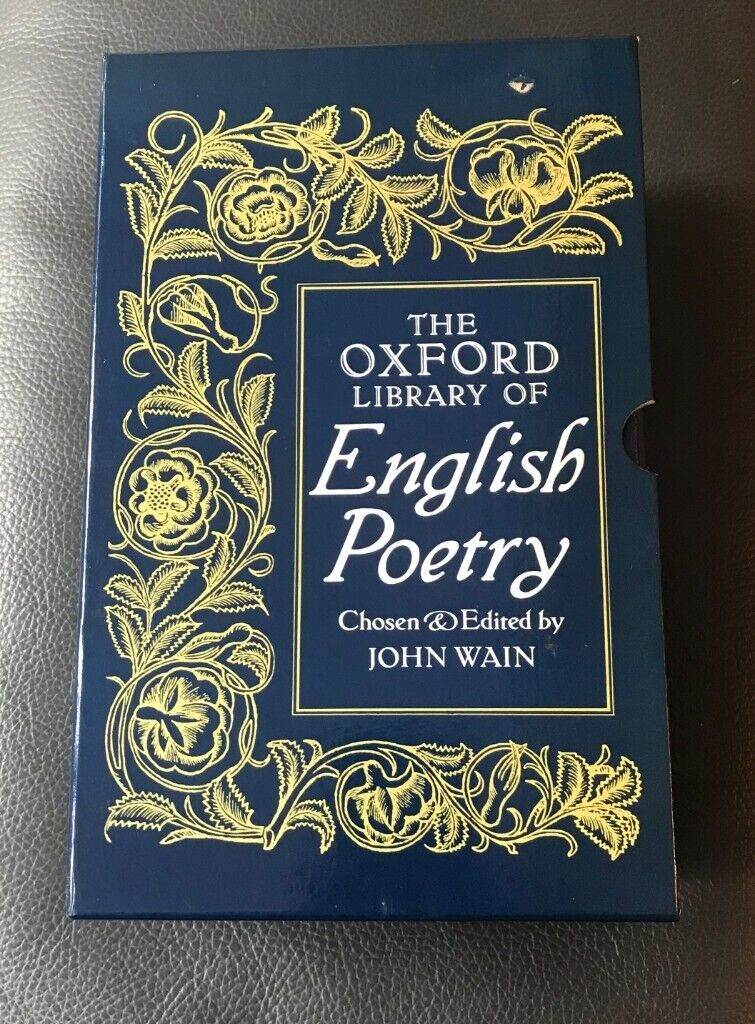 THE
OXFORD
LIBRARY OF
English
Poetry
Chosen & Edited by
JOHN WAIN